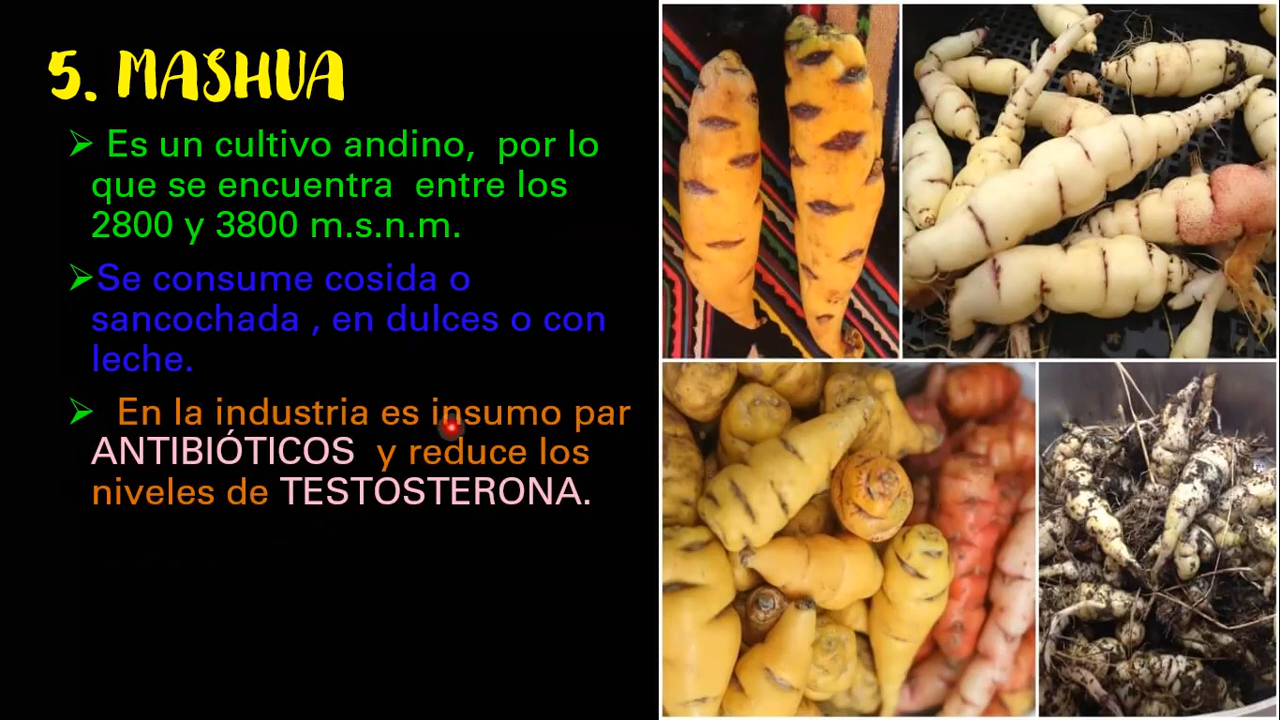 5. MASHUA
➢ Es un cultivo andino, por lo
que se encuentra entre los
2800 y 3800 m.s.n.m.
➢Se consume cosida o
sancochada , en dulces o con
leche.
➢ En la industria es insumo par
ANTIBIÓTICOS y reduce los
niveles de TESTOSTERONA.